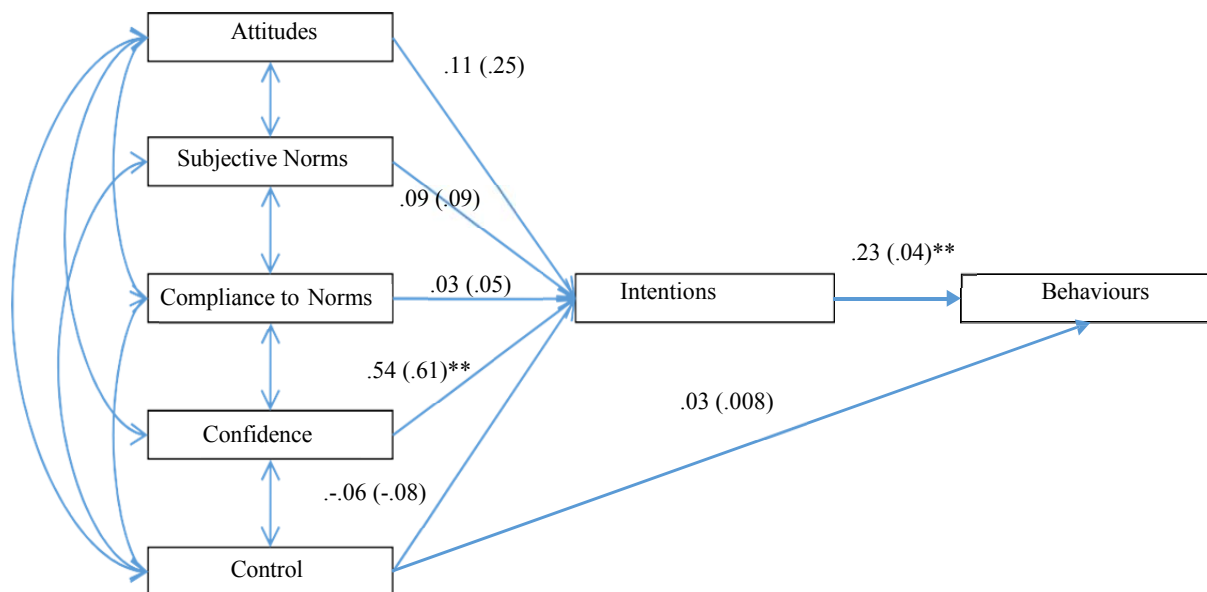 Attitudes
.11 (.25)
Subjective Norms
.09 (.09)
.23 (.04)**
Compliance to Norms
.03 (.05)
Intentions
Behaviours
.54 (.61)**
.03 (.008)
Confidence
.-.06 (-.08)
Control